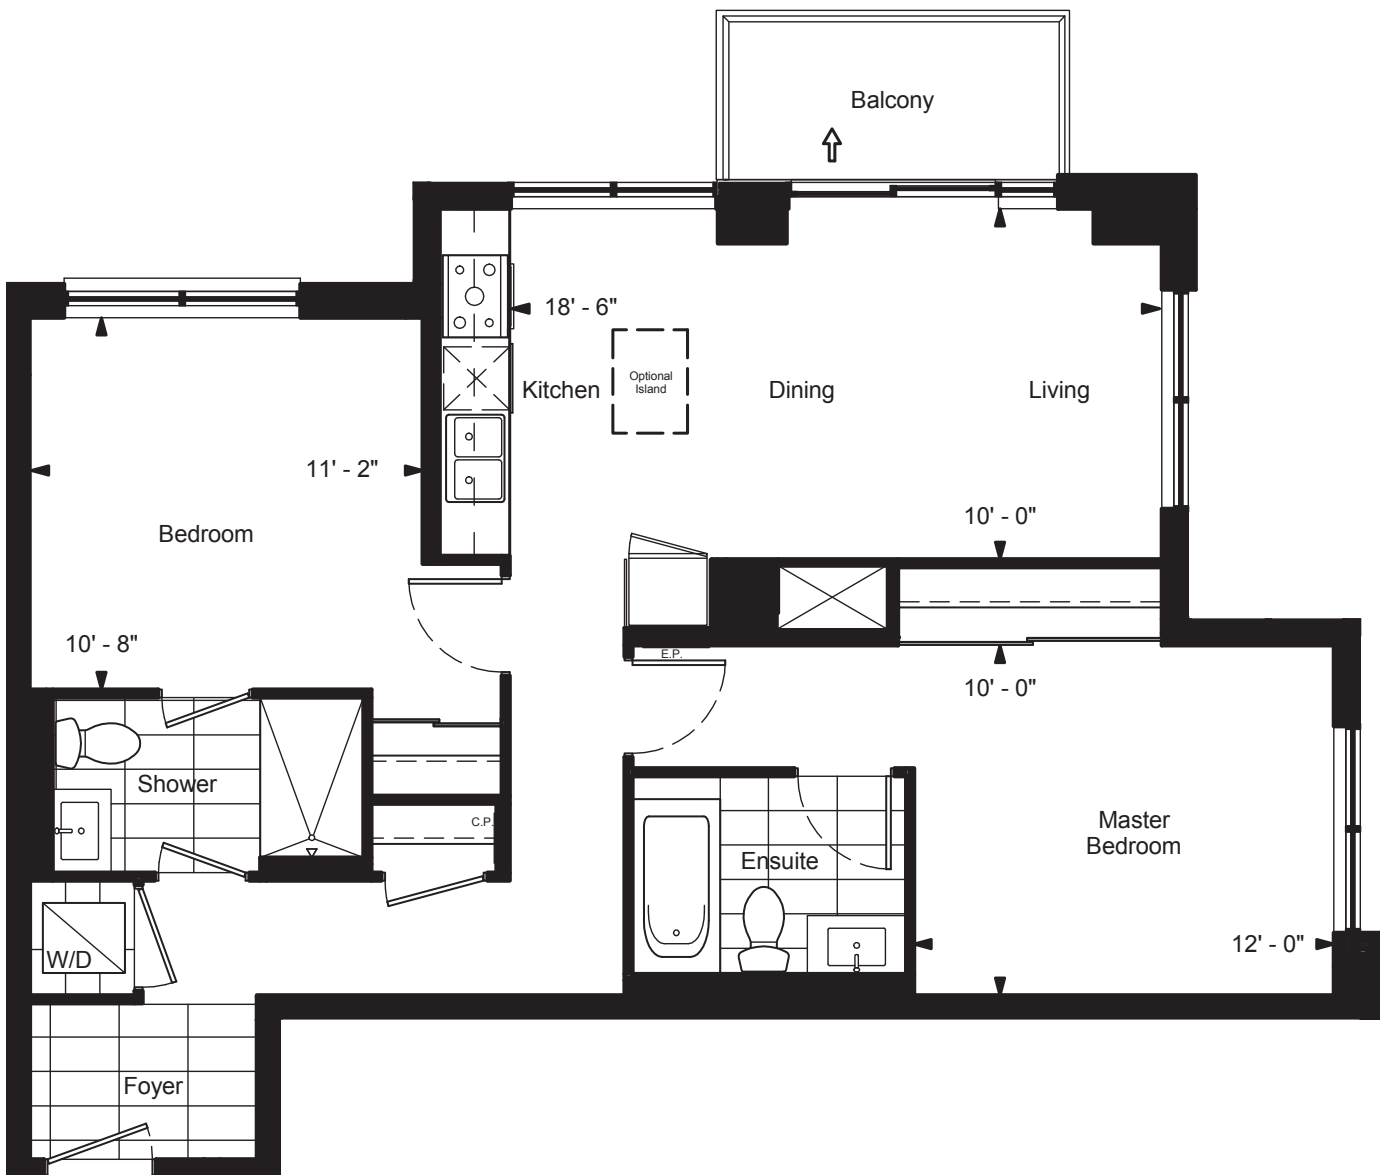 Balcony
18' - 6"
Optional
Island
Kitchen
Dining
Living
11' - 2"
10' - 0"
Bedroom
10' - 8"
E.P.
10' - 0"
Shower
C.P.
Master
Bedroom
Ensuite
12' - 0"
W/D
Foyer